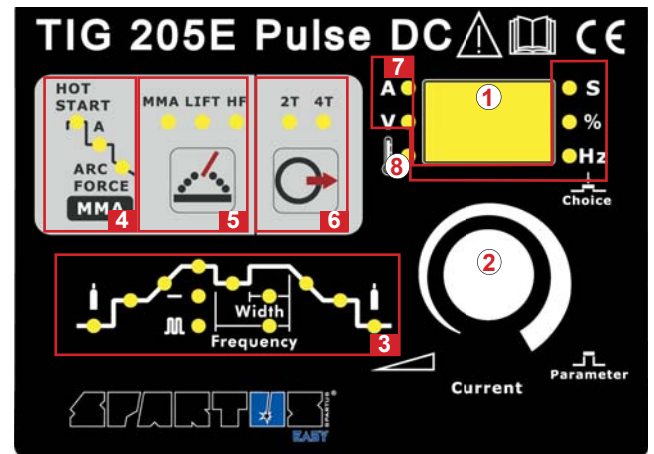 TIG 205E Pulse DC CE
HOT
START
A
ARC
FORCE
MMA
4
MMA LIFT HF
5
2T 4T
6
7
A
V
8
1
S
%
Hz
Choice
2
Width
Frequency
3
Current
Parameter
SPARTUS®
SPARTUS
EASY